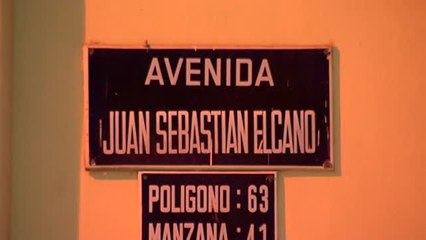 AVENIDA
JUAN SEBASTIAN ELCANO
POLIGONO : 63
MANZANA : 41